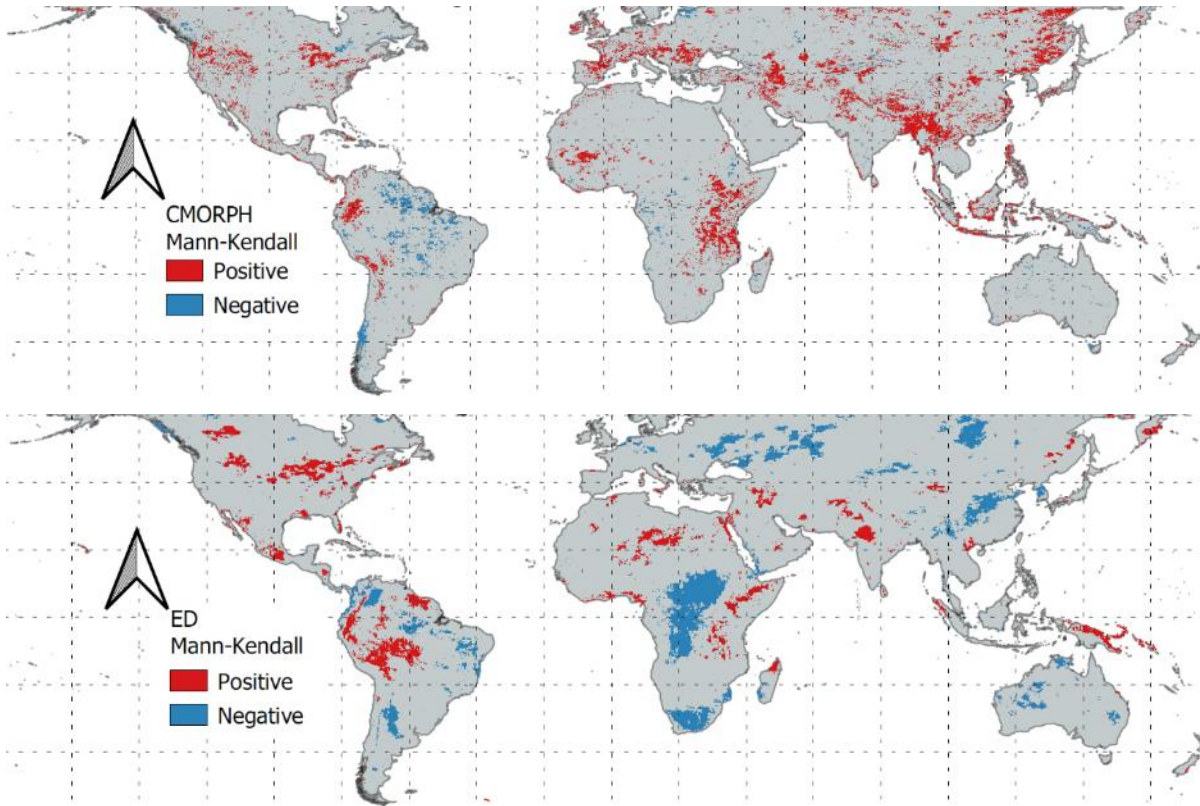 CMORPH
Mann-Kendall
Positive
Negative
ED
Mann-Kendall
Positive
Negative